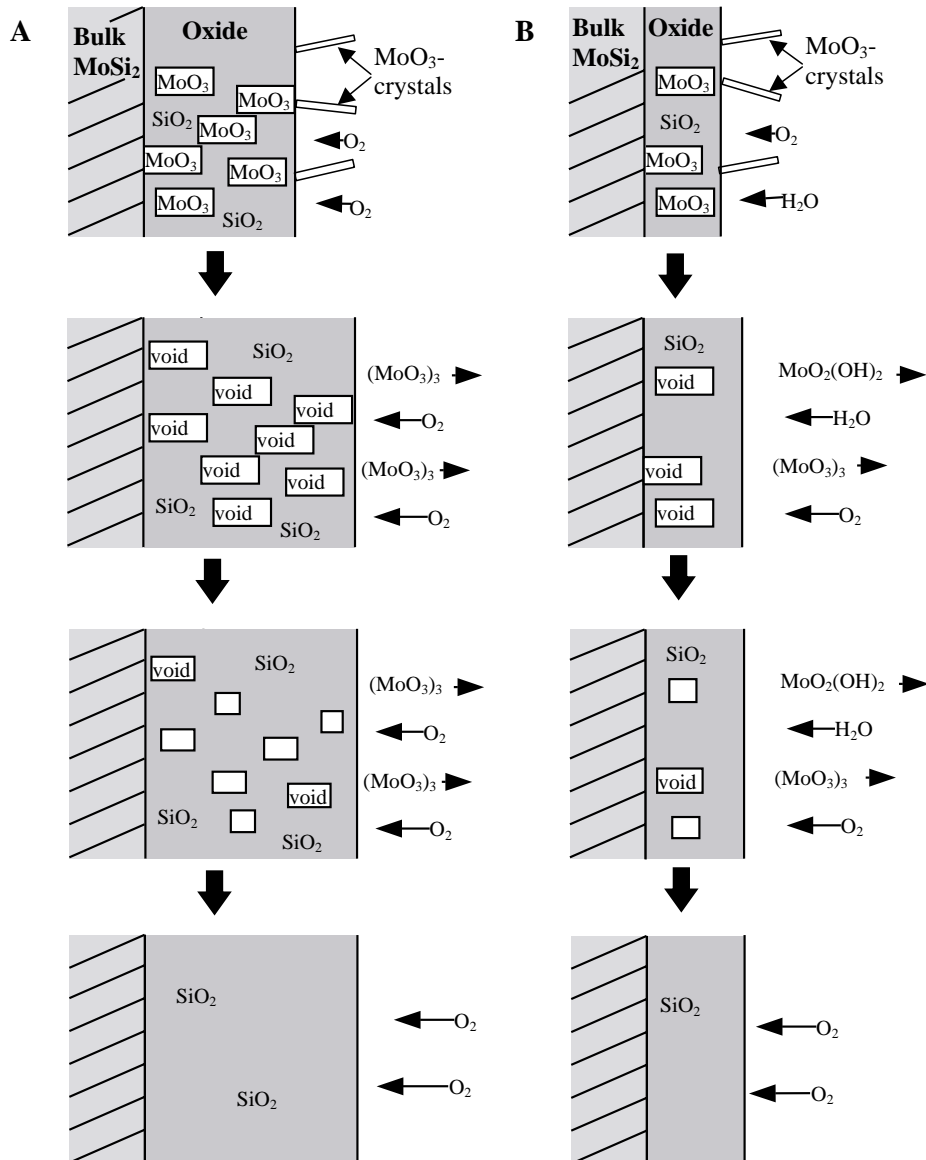 A
Bulk
MoSi₂
Oxide
MoO₃-
crystals
MoO₃
MoO₃
SiO₂
MoO₃
O₂
MoO₃
MoO₃
MoO₃
SiO₂
O₂
void
SiO₂
(MoO₃)₃
void
void
void
O₂
void
void
(MoO₃)₃
void
SiO₂
void
SiO₂
O₂
void
SiO₂
(MoO₃)₃
O₂
(MoO₃)₃
void
SiO₂
SiO₂
O₂
SiO₂
O₂
SiO₂
O₂
B
Bulk
MoSi₂
Oxide
MoO₃-
crystals
MoO₃
SiO₂
O₂
MoO₃
MoO₃
H₂O
SiO₂
void
MoO₂(OH)₂
H₂O
void
(MoO₃)₃
void
O₂
SiO₂
MoO₂(OH)₂
H₂O
void
(MoO₃)₃
O₂
SiO₂
O₂
O₂